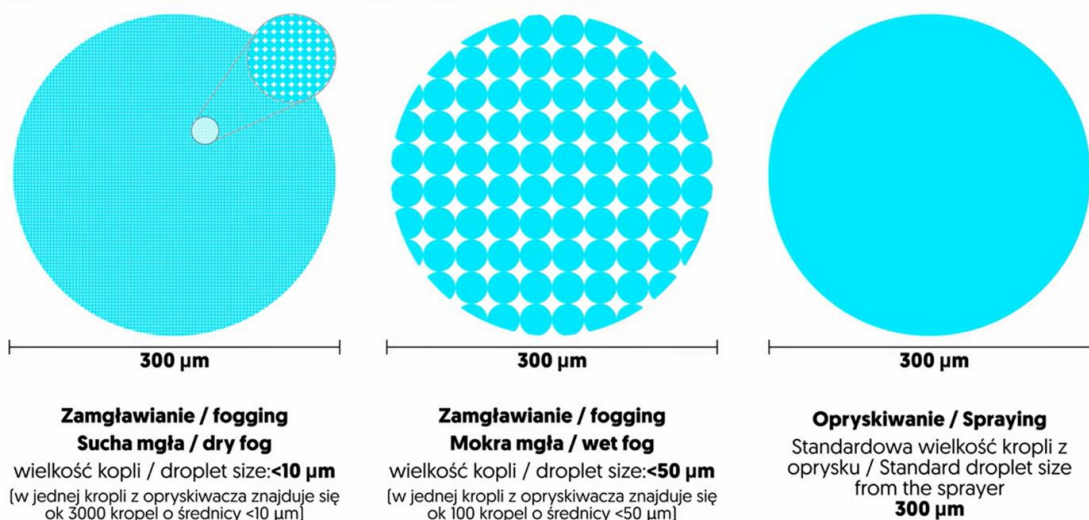 300 µm
Zamgławianie / fogging
Sucha mgła / dry fog
wielkość kopli / droplet size:<10 µm
(w jednej kropli z opryskiwacza znajduje się
ok 3000 kropel o średnicy <10 µm)
300 µm
Zamgławianie / fogging
Mokra mgła / wet fog
wielkość kopli / droplet size:<50 µm
(w jednej kropli z opryskiwacza znajduje się
ok 100 kropel o średnicy <50 µm)
300 µm
Opryskiwanie / Spraying
Standardowa wielkość kropli z
oprysku / Standard droplet size
from the sprayer
300 µm